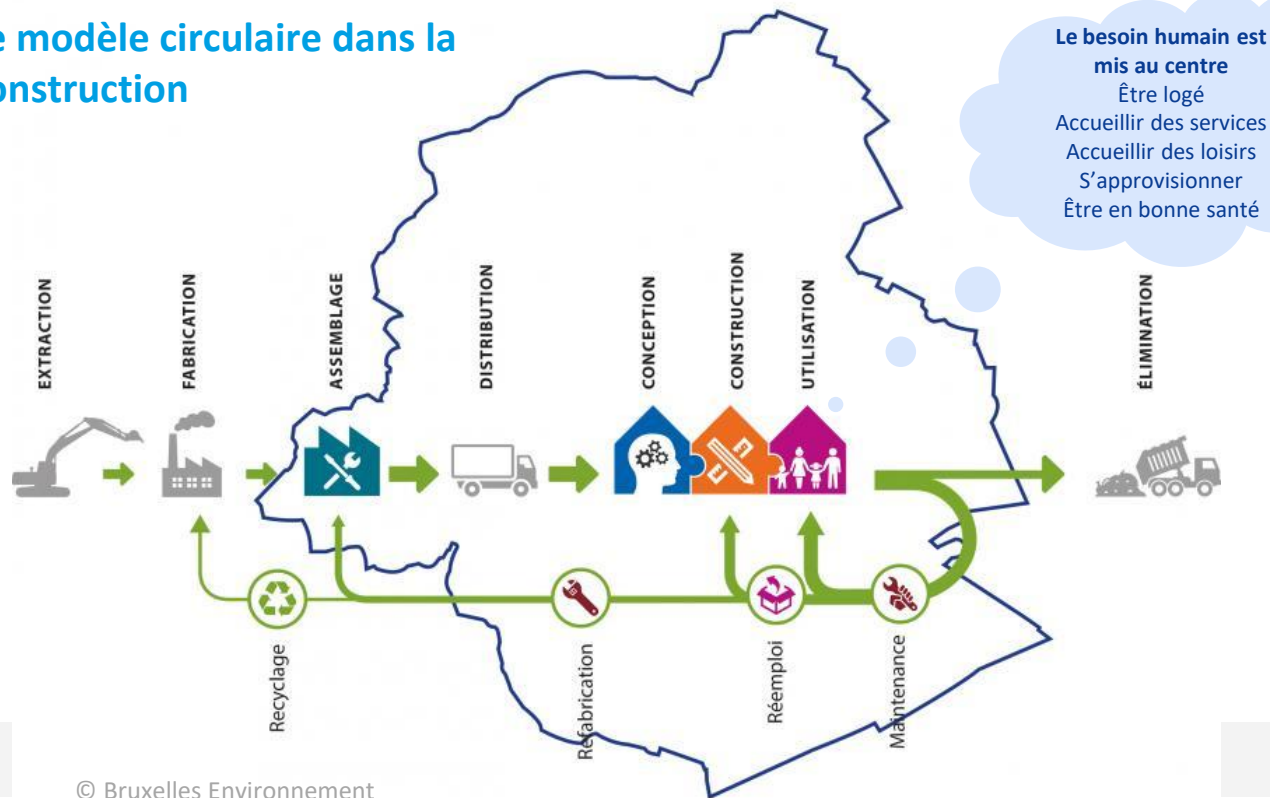 e modèle circulaire dans la
onstruction
Le besoin humain est
mis au centre
Être logé
Accueillir des services
Accueillir des loisirs
S'approvisionner
Être en bonne santé
EXTRACTION
FABRICATION
ASSEMBLAGE
DISTRIBUTION
CONCEPTION
CONSTRUCTION
UTILISATION
ÉLIMINATION
Recyclage
Refabrication
Réemploi
Maintenance
© Bruxelles Environnement